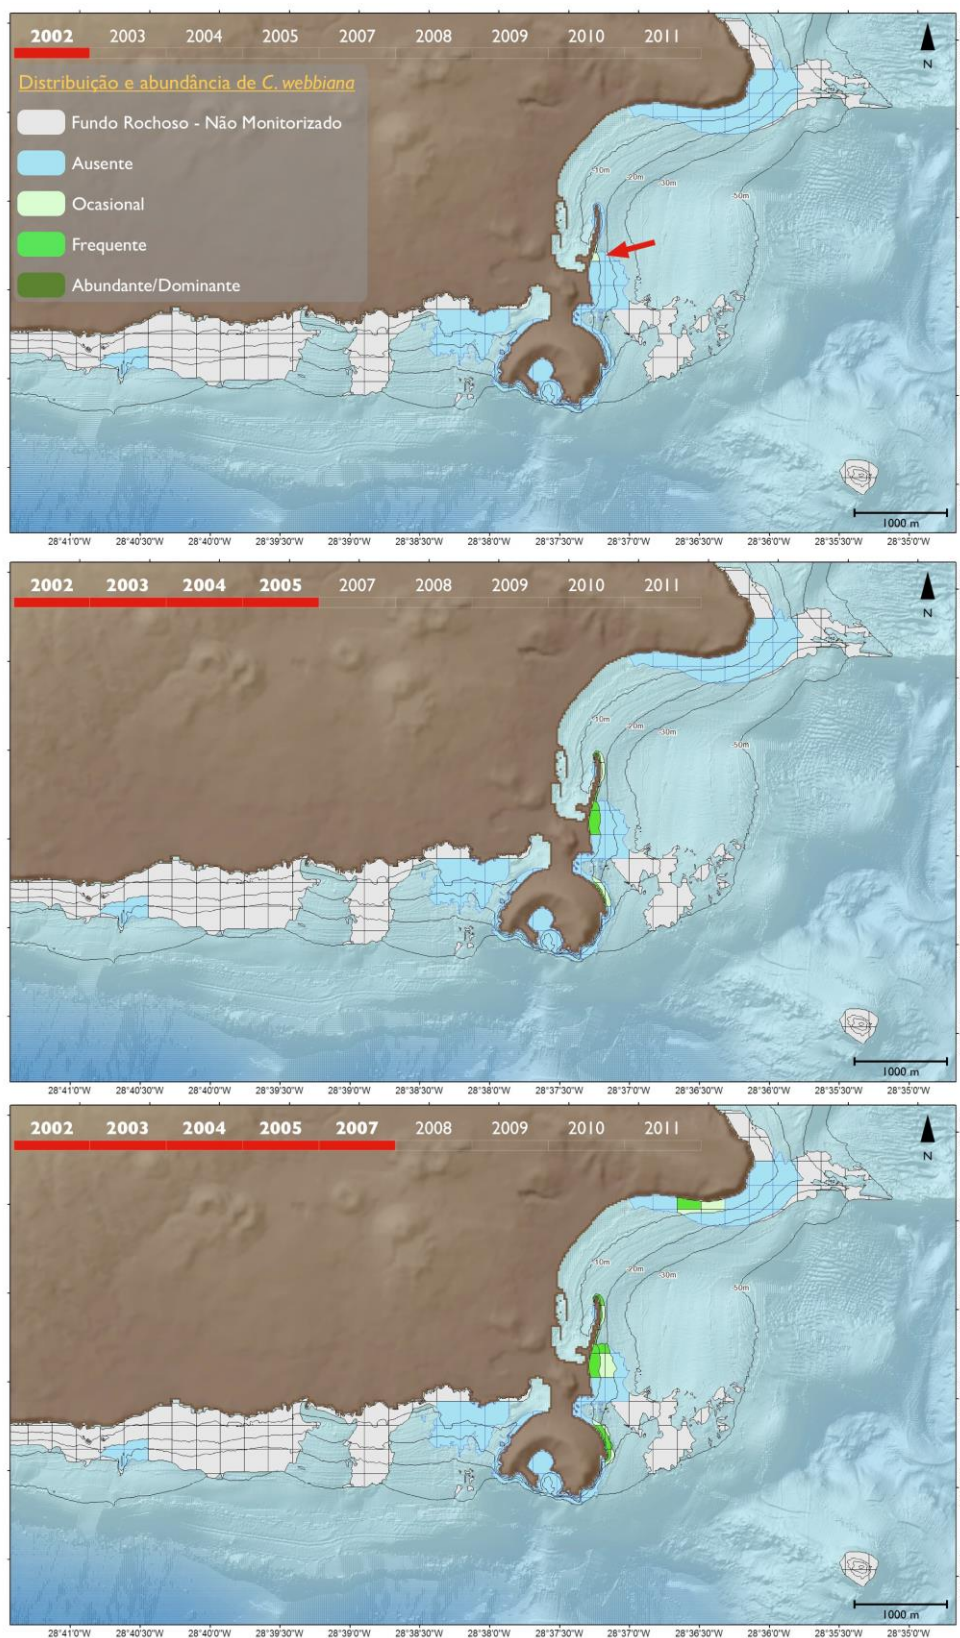 2002 2003 2004 2005 2007 2008 2009 2010 2011
Distribuição e abundância de C. webbiana
Fundo Rochoso - Não Monitorizado
Ausente
Ocasional
Frequente
Abundante/Dominante
N
-10m
-20m
-30m
-50m
1000 m
28°41'0"W 28°40'30"W 28°40'0"W 28°39'30"W 28°39'0"W 28°38'30"W 28°38'0"W 28°37'30"W 28°37'0"W 28°36'30"W 28°36'0"W 28°35'30"W 28°35'0"W
2002 2003 2004 2005 2007 2008 2009 2010 2011
N
-10m
-20m
-30m
-50m
1000 m
28°41'0"W 28°40'30"W 28°40'0"W 28°39'30"W 28°39'0"W 28°38'30"W 28°38'0"W 28°37'30"W 28°37'0"W 28°36'30"W 28°36'0"W 28°35'30"W 28°35'0"W
2002 2003 2004 2005 2007 2008 2009 2010 2011
N
-10m
-20m
-30m
-50m
1000 m
28°41'0"W 28°40'30"W 28°40'0"W 28°39'30"W 28°39'0"W 28°38'30"W 28°38'0"W 28°37'30"W 28°37'0"W 28°36'30"W 28°36'0"W 28°35'30"W 28°35'0"W